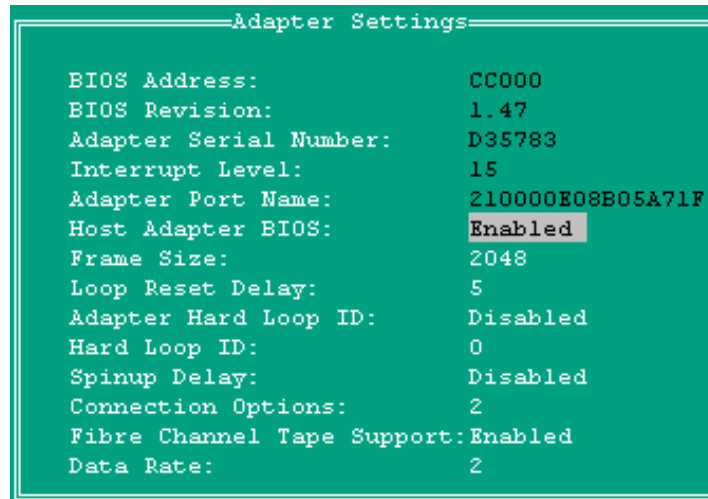 Adapter Settings
BIOS Address: CC000
BIOS Revision: 1.47
Adapter Serial Number: D35783
Interrupt Level: 15
Adapter Port Name: 210000E08B05A71F
Host Adapter BIOS: Enabled
Frame Size: 2048
Loop Reset Delay: 5
Adapter Hard Loop ID: Disabled
Hard Loop ID: 0
Spinup Delay: Disabled
Connection Options: 2
Fibre Channel Tape Support:Enabled
Data Rate: 2